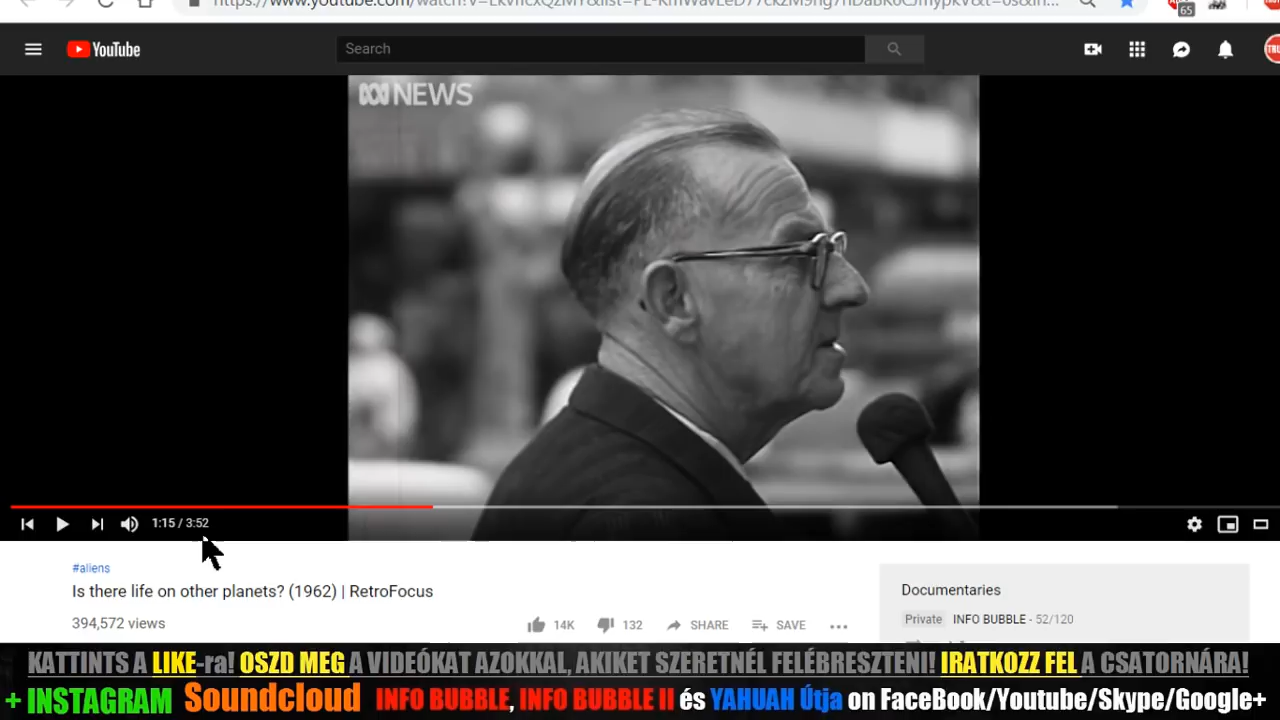 YouTube
Search
65
NEWS
1:15 / 3:52
#aliens
Is there life on other planets? (1962) | RetroFocus
394,572 views
14K
132
SHARE
SAVE
Documentaries
Private INFO BUBBLE - 52/120
KATTINTS A LIKE-ra! OSZD MEG A VIDEÓKAT AZOKKAL, AKIKET SZERETNÉL FELÉBRESZTENI! IRATKOZZ FEL A CSATORNÁRA!
+ INSTAGRAM Soundcloud INFO BUBBLE, INFO BUBBLE II és YAHUAH Útja on FaceBook/Youtube/Skype/Google+